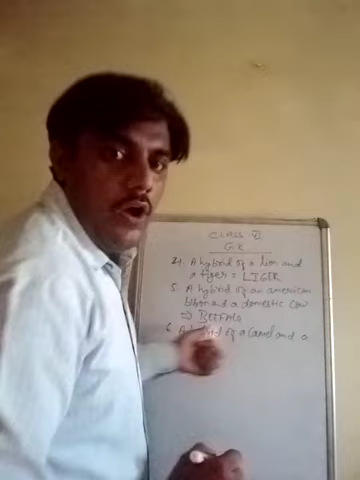 CLASS VI
G.K
4. A hybrid of a lion and
a tiger = LIGER
5. A hybrid of an american
bison and a domestic cow
⇒ BEEFALO
6. A hybrid of a camel and a